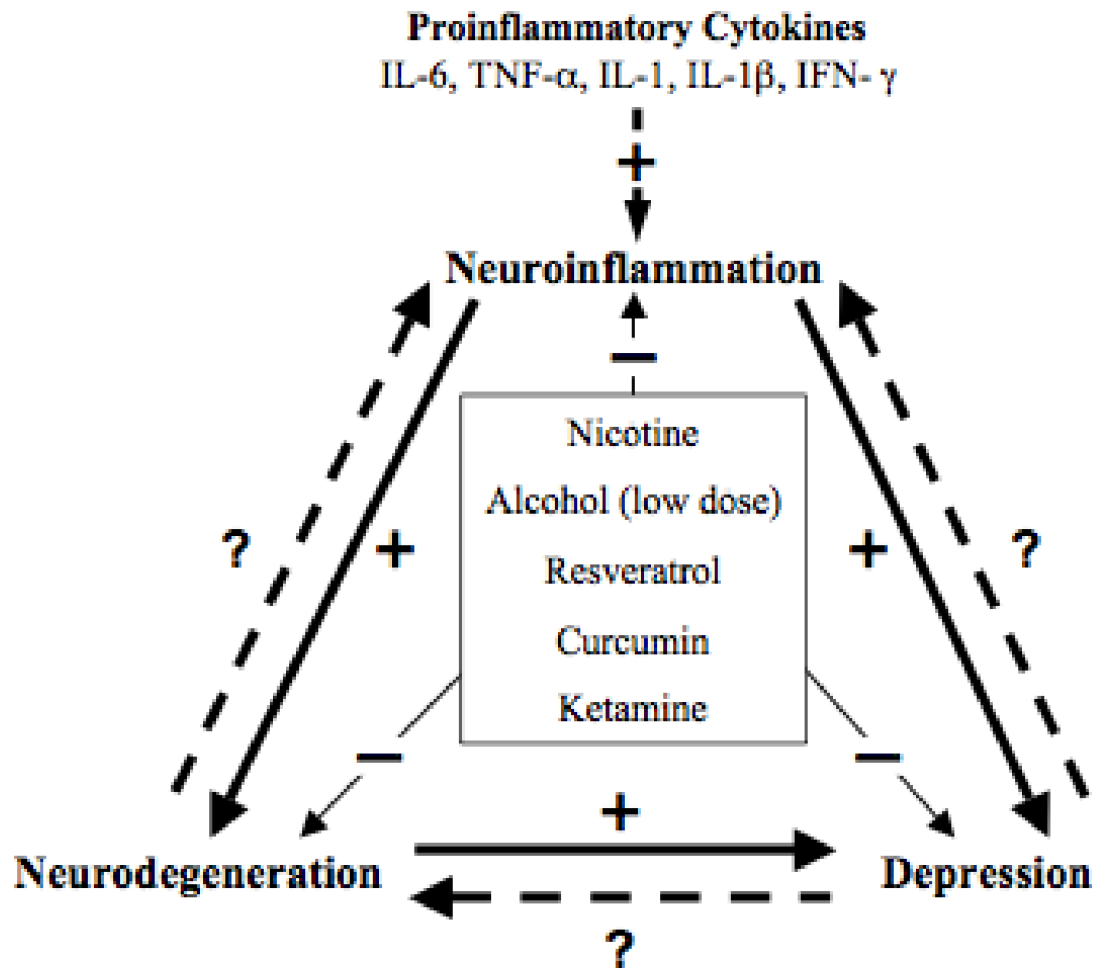 Proinflammatory Cytokines
IL-6, TNF-α, IL-1, IL-1β, IFN- γ
+
Neuroinflammation
−
Nicotine
Alcohol (low dose)
? + + ?
Resveratrol
Curcumin
Ketamine
− −
+
Neurodegeneration Depression
?